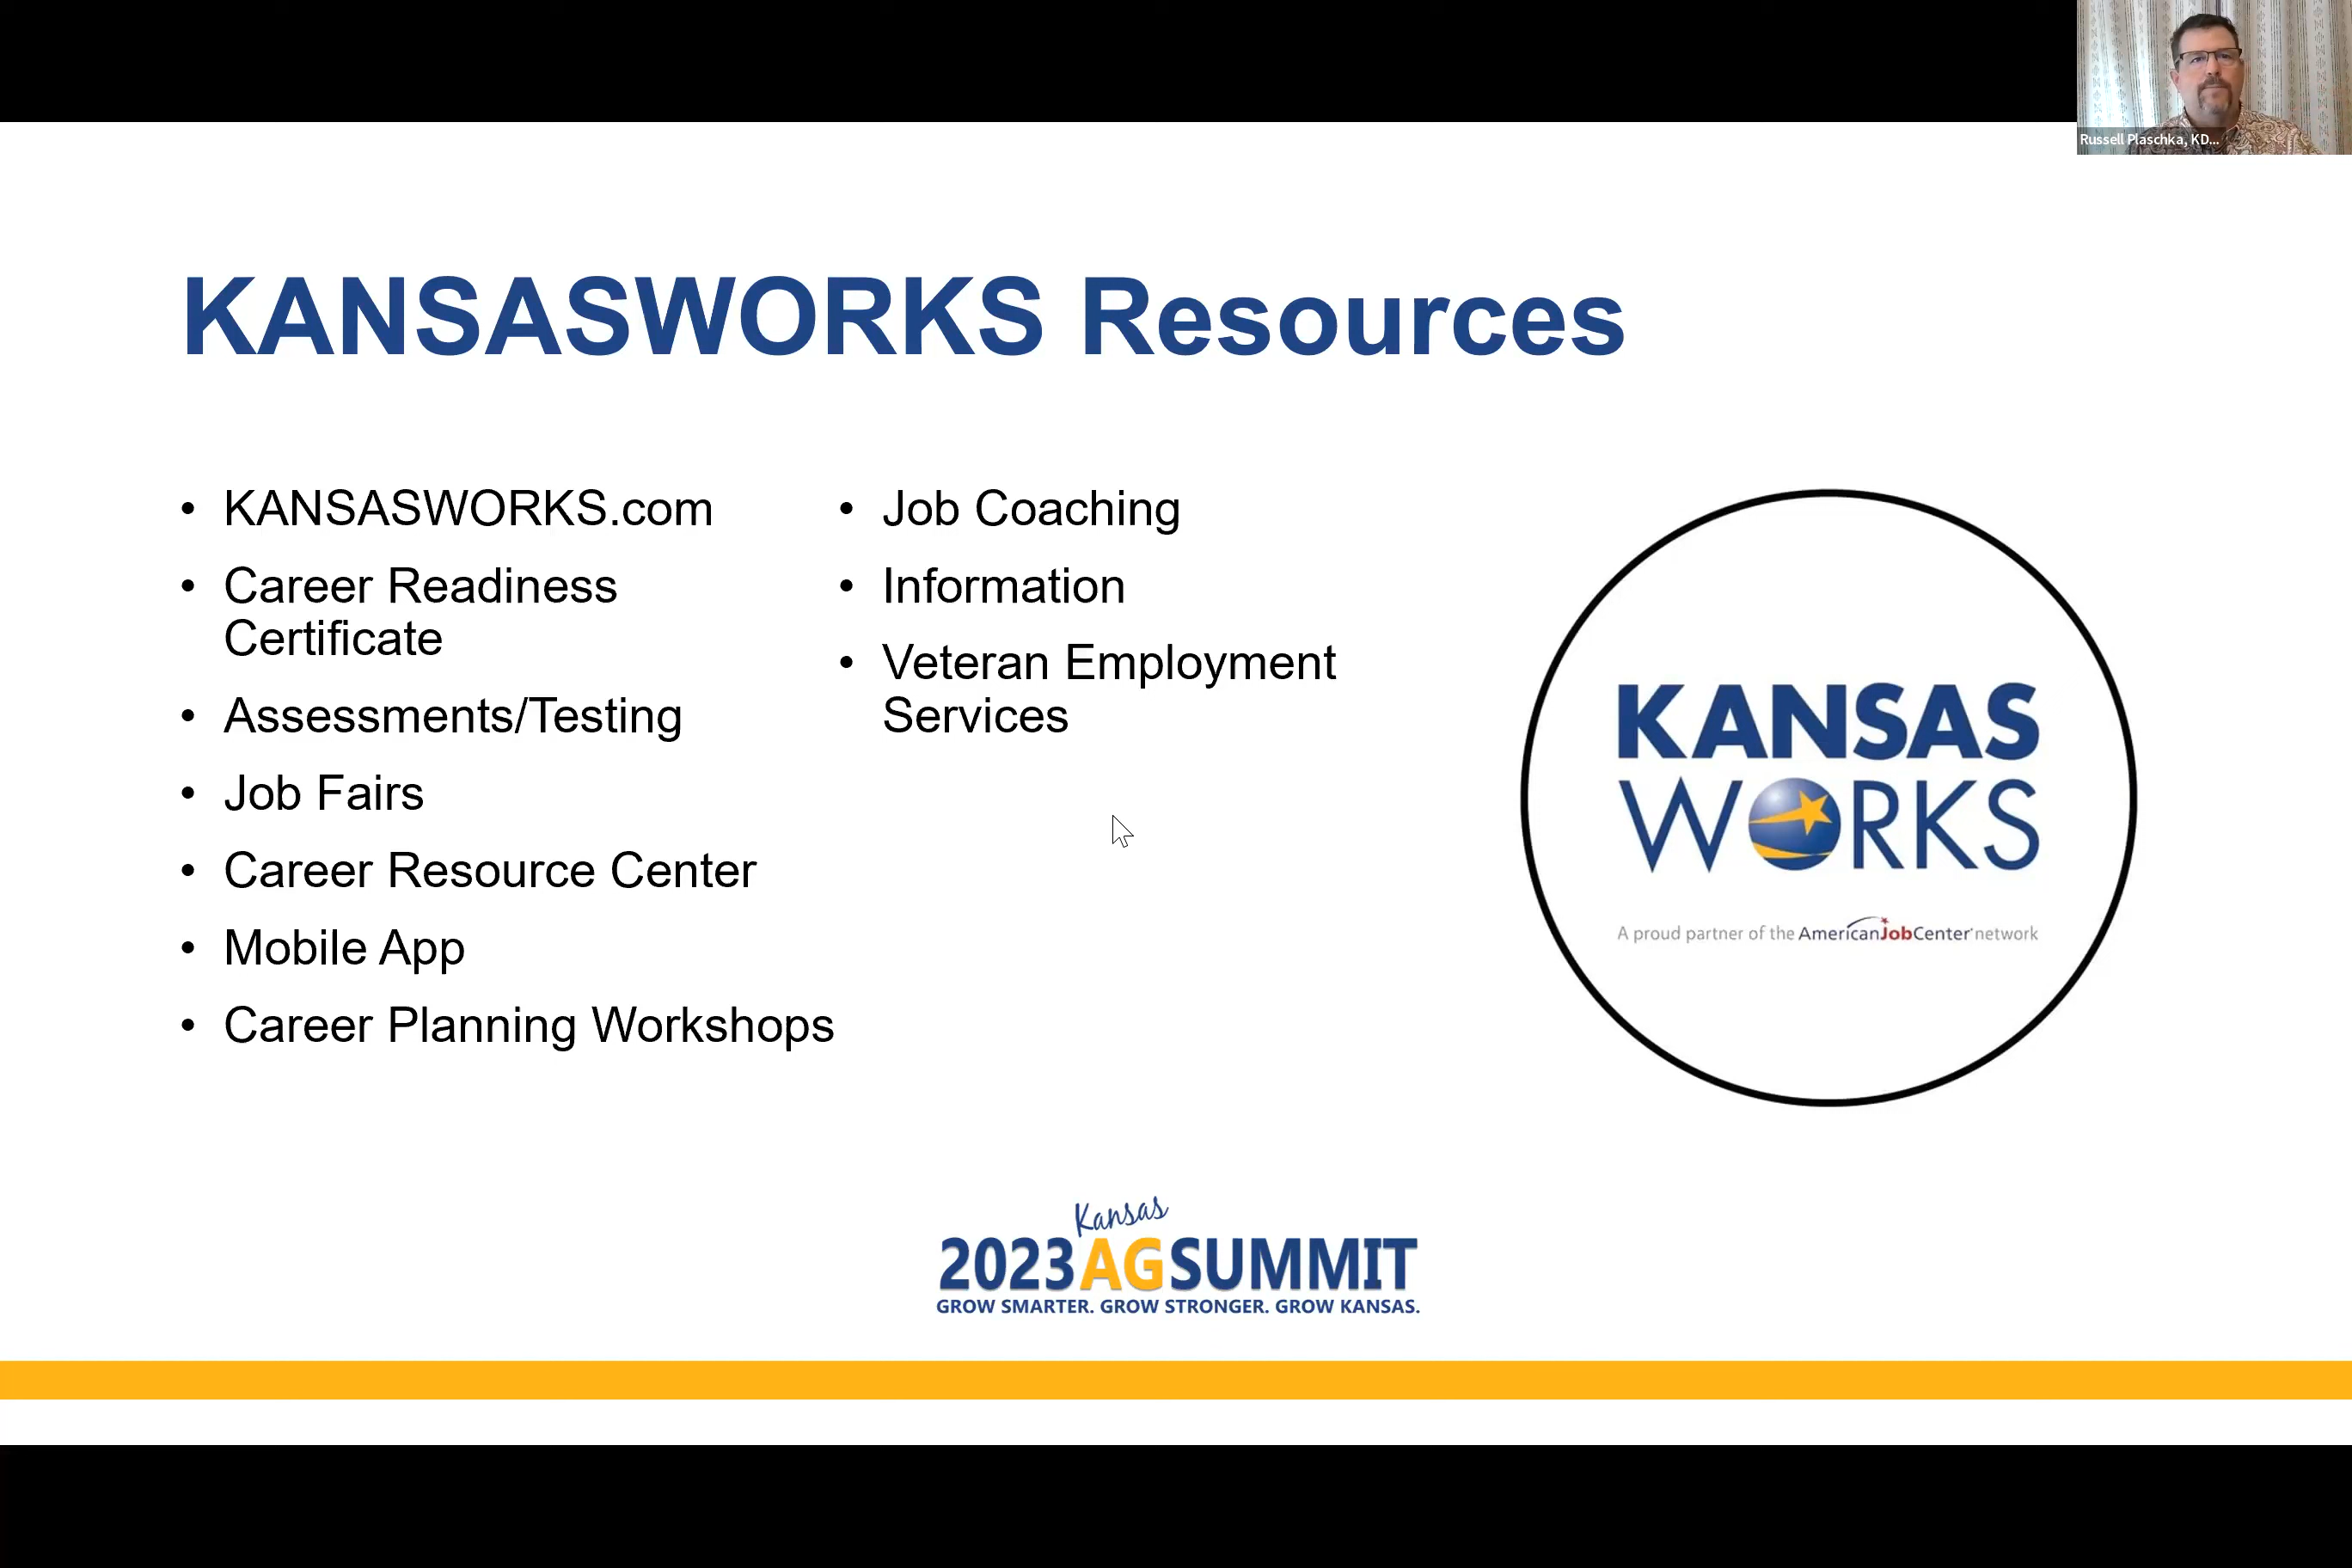 Russell Plaschka, KD...
KANSASWORKS Resources
• KANSASWORKS.com
• Career Readiness
Certificate
• Assessments/Testing
• Job Fairs
• Career Resource Center
• Mobile App
• Career Planning Workshops
• Job Coaching
• Information
• Veteran Employment
Services
KANSAS
WORKS
A proud partner of the AmericanJobCenter network
Kansas
2023 AG SUMMIT
GROW SMARTER. GROW STRONGER. GROW KANSAS.